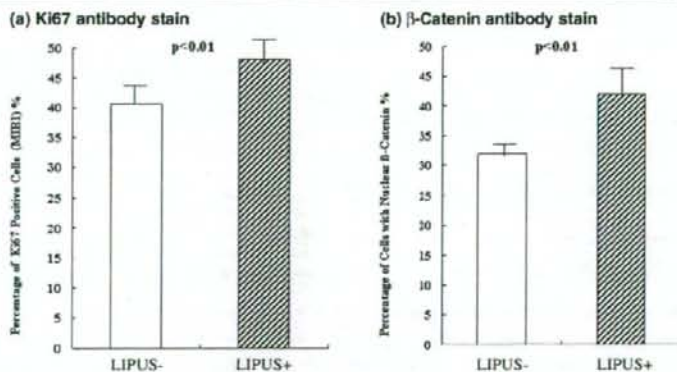 (a) Ki67 antibody stain
p<0.01
Percentage of Ki67 Positive Cells (MIB1) %
50
45
40
35
30
25
20
15
10
5
0
LIPUS-
LIPUS+
(b) β-Catenin antibody stain
p<0.01
Percentage of Cells with Nuclear β-Catenin %
50
45
40
35
30
25
20
15
10
5
0
LIPUS-
LIPUS+